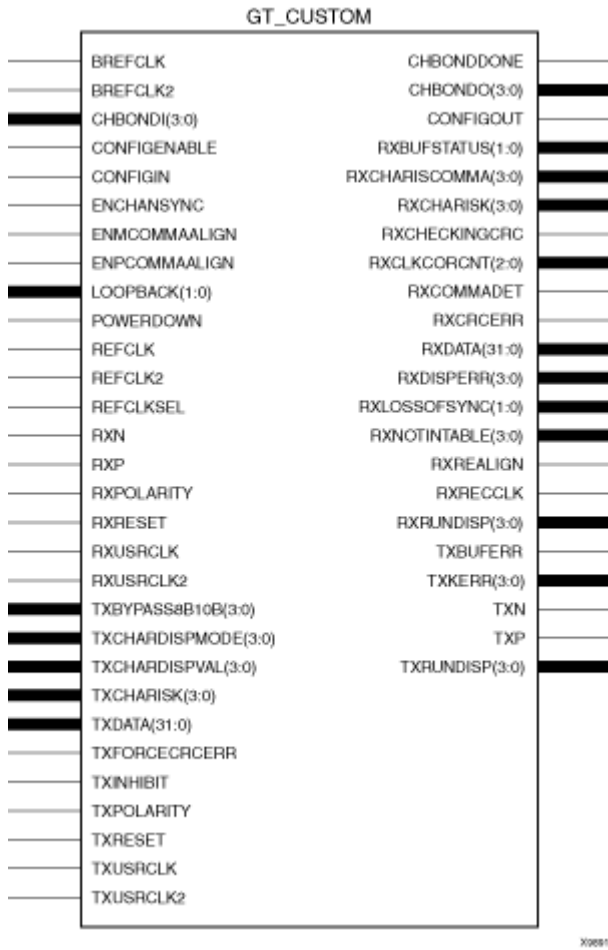 GT_CUSTOM
BREFCLK
BREFCLK2
CHBONDI(3:0)
CONFIGENABLE
CONFIGIN
ENCHANSYNC
ENMCOMMAALIGN
ENPCOMMAALIGN
LOOPBACK(1:0)
POWERDOWN
REFCLK
REFCLK2
REFCLKSEL
RXN
RXP
RXPOLARITY
RXRESET
RXUSRCLK
RXUSRCLK2
TXBYPASS8B10B(3:0)
TXCHARDISPMODE(3:0)
TXCHARDISPVAL(3:0)
TXCHARISK(3:0)
TXDATA(31:0)
TXFORCECRCERR
TXINHIBIT
TXPOLARITY
TXRESET
TXUSRCLK
TXUSRCLK2
CHBONDDONE
CHBONDO(3:0)
CONFIGOUT
RXBUFSTATUS(1:0)
RXCHARISCOMMA(3:0)
RXCHARISK(3:0)
RXCHECKINGCRC
RXCLKCORCNT(2:0)
RXCOMMADET
RXCRCERR
RXDATA(31:0)
RXDISPERR(3:0)
RXLOSSOFSYNC(1:0)
RXNOTINTABLE(3:0)
RXREALIGN
RXRECCLK
RXRUNDISP(3:0)
TXBUFERR
TXKERR(3:0)
TXN
TXP
TXRUNDISP(3:0)